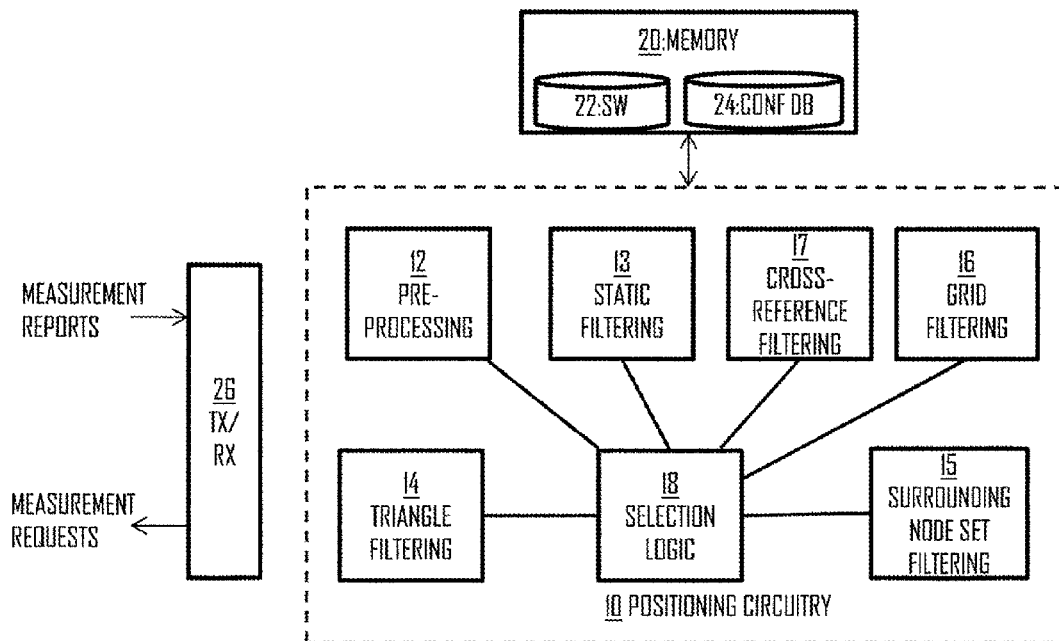 20:MEMORY
22:SW
24:CONF DB
MEASUREMENT
REPORTS
26
TX/
RX
MEASUREMENT
REQUESTS
12
PRE-
PROCESSING
13
STATIC
FILTERING
17
CROSS-
REFERENCE
FILTERING
16
GRID
FILTERING
14
TRIANGLE
FILTERING
18
SELECTION
LOGIC
15
SURROUNDING
NODE SET
FILTERING
10 POSITIONING CIRCUITRY